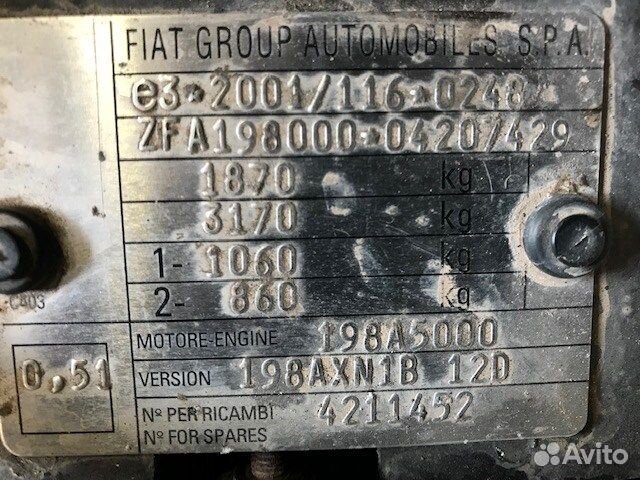 FIAT GROUP AUTOMOBILES S.P.A.
e3*2001/116*0248
ZFA198000*04207429
1870 kg
3170 kg
1- 1060 kg
2- 860 kg
C803
MOTORE-ENGINE 198A5000
0,51
VERSION 198AXN1B 12D
Nº PER RICAMBI 4211452
Nº FOR SPARES
Avito